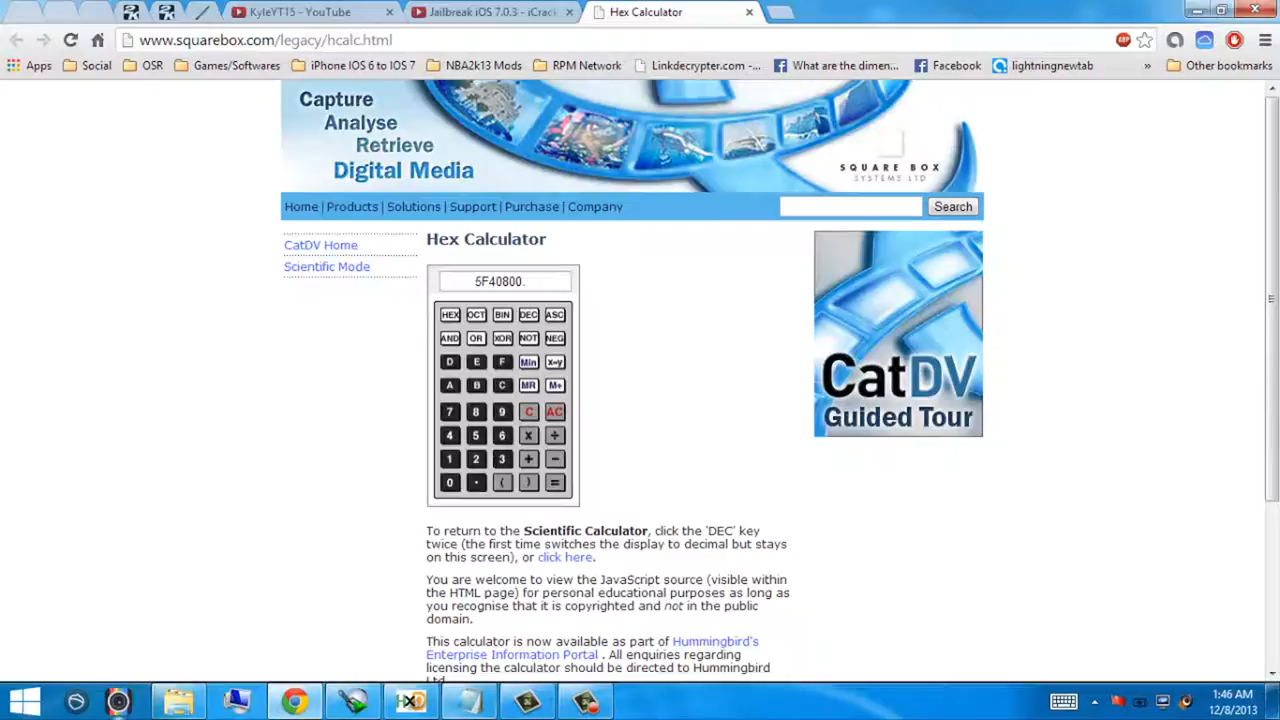 KyleYT15 - YouTube
Jailbreak iOS 7.0.3 - iCrac
Hex Calculator
www.squarebox.com/legacy/hcalc.html
ABP
Apps Social OSR Games/Softwares iPhone IOS 6 to IOS 7 NBA2k13 Mods RPM Network Linkdecrypter.com -... What are the dimen... Facebook lightningnewtab » Other bookmarks
Capture
Analyse
Retrieve
Digital Media
SQUARE BOX
SYSTEMS LTD
Home | Products | Solutions | Support | Purchase | Company
Search
CatDV Home
Scientific Mode
Hex Calculator
5F40800.
HEX OCT BIN DEC ASC
AND OR XOR NOT NEG
D E F Min x↔y
A B C MR M+
7 8 9 C AC
4 5 6 x ÷
1 2 3 + −
0 • ( ) =
CatDV
Guided Tour
To return to the Scientific Calculator, click the 'DEC' key
twice (the first time switches the display to decimal but stays
on this screen), or click here.
You are welcome to view the JavaScript source (visible within
the HTML page) for personal educational purposes as long as
you recognise that it is copyrighted and not in the public
domain.
This calculator is now available as part of Hummingbird's
Enterprise Information Portal . All enquiries regarding
licensing the calculator should be directed to Hummingbird
Ltd.
1:46 AM
12/8/2013